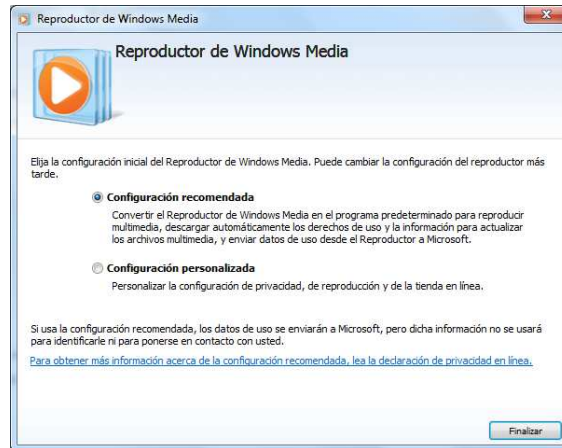 Reproductor de Windows Media
Reproductor de Windows Media
Elija la configuración inicial del Reproductor de Windows Media. Puede cambiar la configuración del reproductor más
tarde.
Configuración recomendada
Convertir el Reproductor de Windows Media en el programa predeterminado para reproducir
multimedia, descargar automáticamente los derechos de uso y la información para actualizar
los archivos multimedia, y enviar datos de uso desde el Reproductor a Microsoft.
Configuración personalizada
Personalizar la configuración de privacidad, de reproducción y de la tienda en línea.
Si usa la configuración recomendada, los datos de uso se enviarán a Microsoft, pero dicha información no se usará
para identificarle ni para ponerse en contacto con usted.
Para obtener más información acerca de la configuración recomendada, lea la declaración de privacidad en línea.
Finalizar